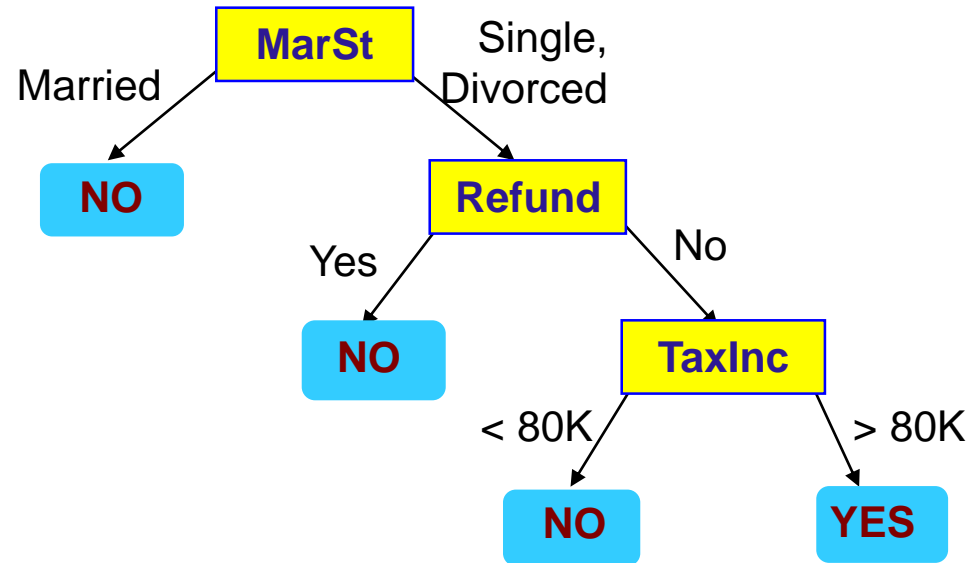 MarSt
Single,
Divorced
Married
NO
Refund
Yes
No
NO
TaxInc
< 80K
> 80K
NO
YES